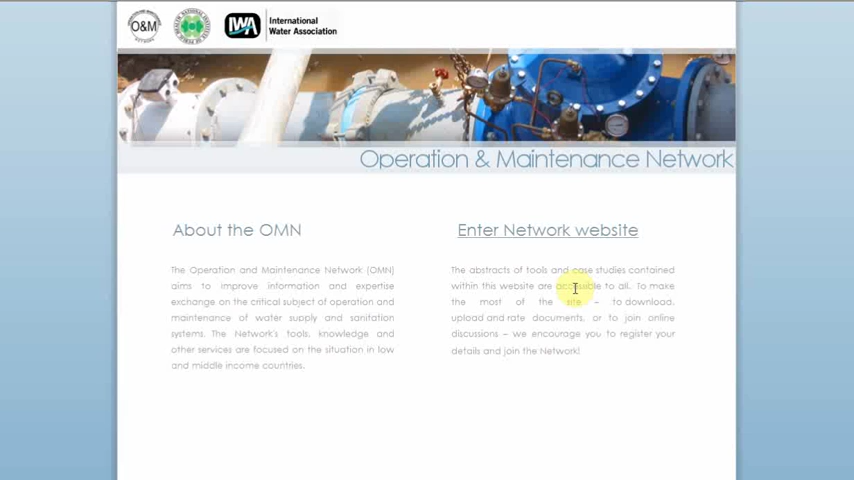 O&M
NETWORK
IWA
International
Water Association
Operation & Maintenance Network
About the OMN
The Operation and Maintenance Network (OMN)
aims to improve information and expertise
exchange on the critical subject of operation and
maintenance of water supply and sanitation
systems. The Network's tools, knowledge and
other services are focused on the situation in low
and middle income countries.
Enter Network website
The abstracts of tools and case studies contained
within this website are accessible to all. To make
the most of the site – to download,
upload and rate documents, or to join online
discussions – we encourage you to register your
details and join the Network!